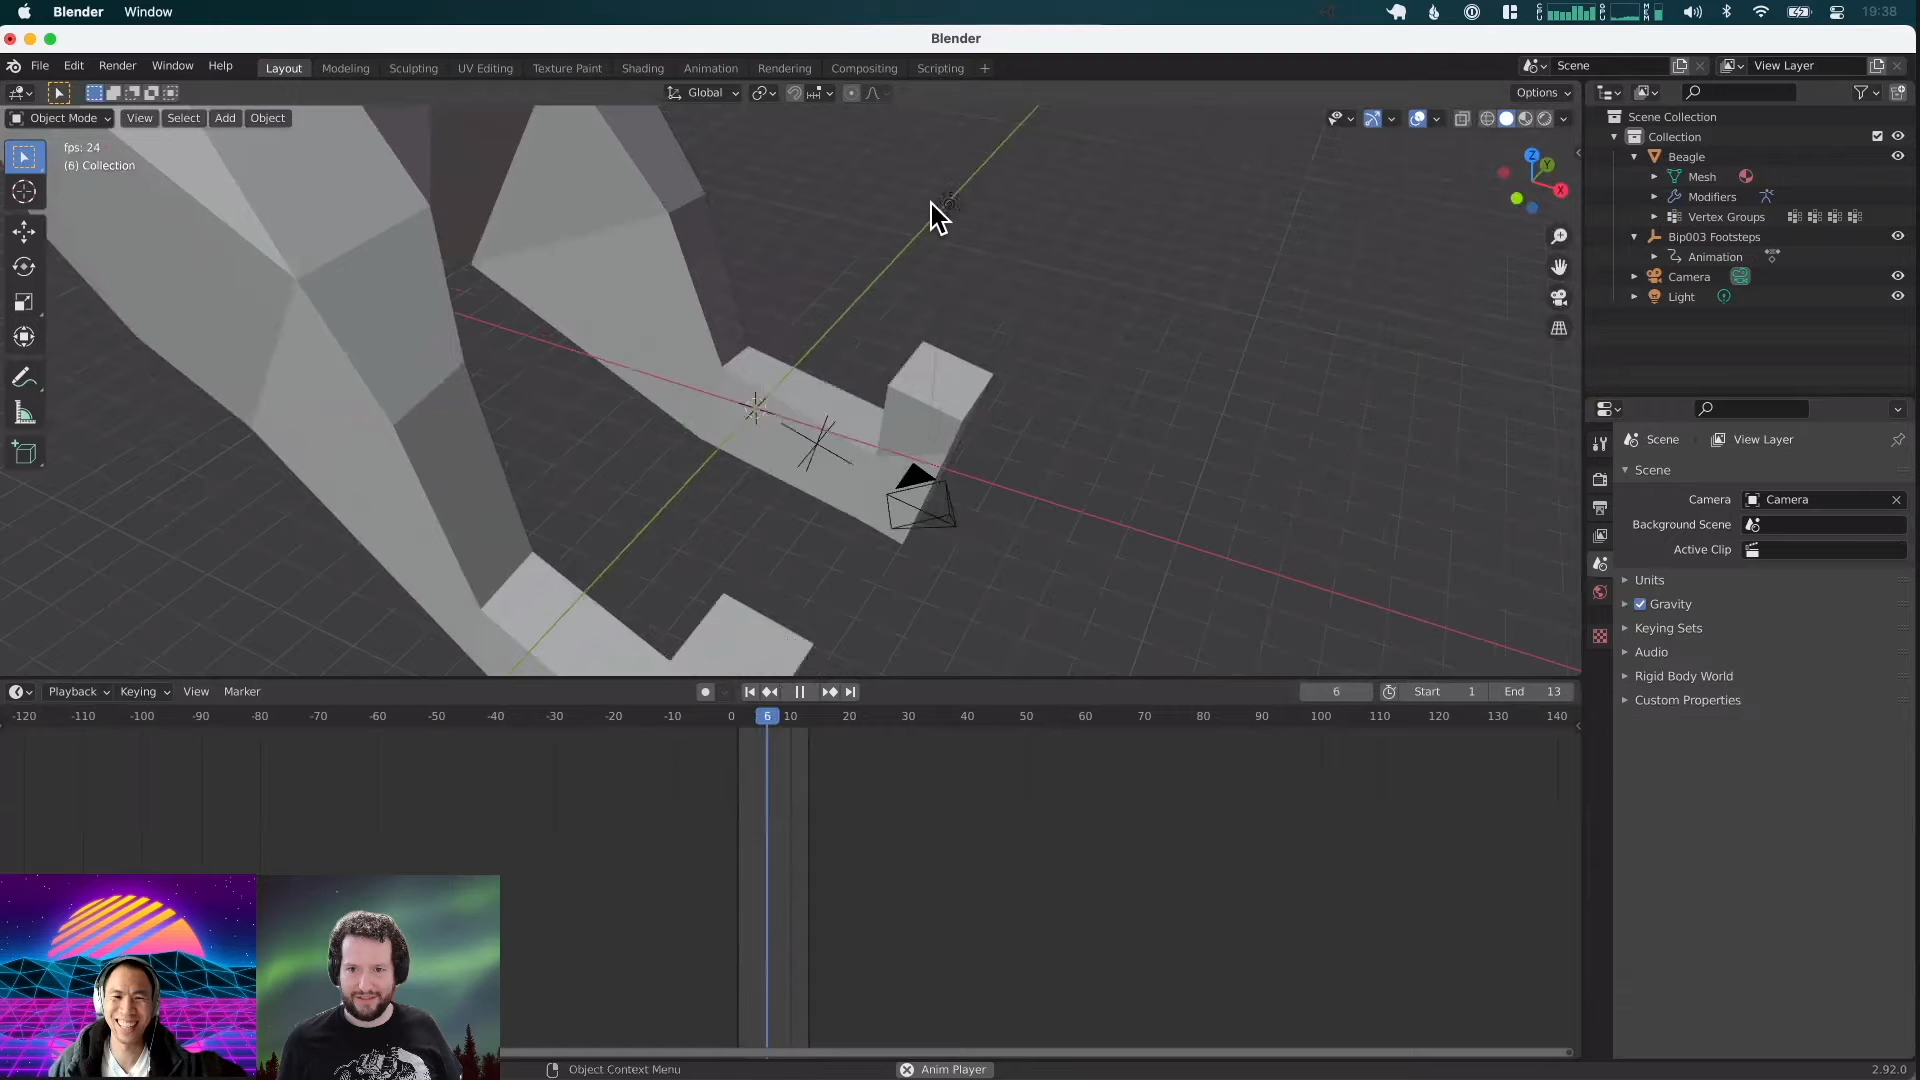 Blender Window 19:38
Blender
File Edit Render Window Help Layout Modeling Sculpting UV Editing Texture Paint Shading Animation Rendering Compositing Scripting + Scene View Layer
Global Options
Object Mode View Select Add Object
fps: 24
(6) Collection
Z
Y
X
Scene Collection
Collection
Beagle
Mesh
Modifiers
Vertex Groups
Bip003 Footsteps
Animation
Camera
Light
Scene View Layer
Scene
Camera Camera
Background Scene
Active Clip
Units
Gravity
Keying Sets
Audio
Rigid Body World
Custom Properties
Playback Keying View Marker 6 Start 1 End 13
-120 -110 -100 -90 -80 -70 -60 -50 -40 -30 -20 -10 0 6 10 20 30 40 50 60 70 80 90 100 110 120 130 140
Object Context Menu Anim Player 2.92.0